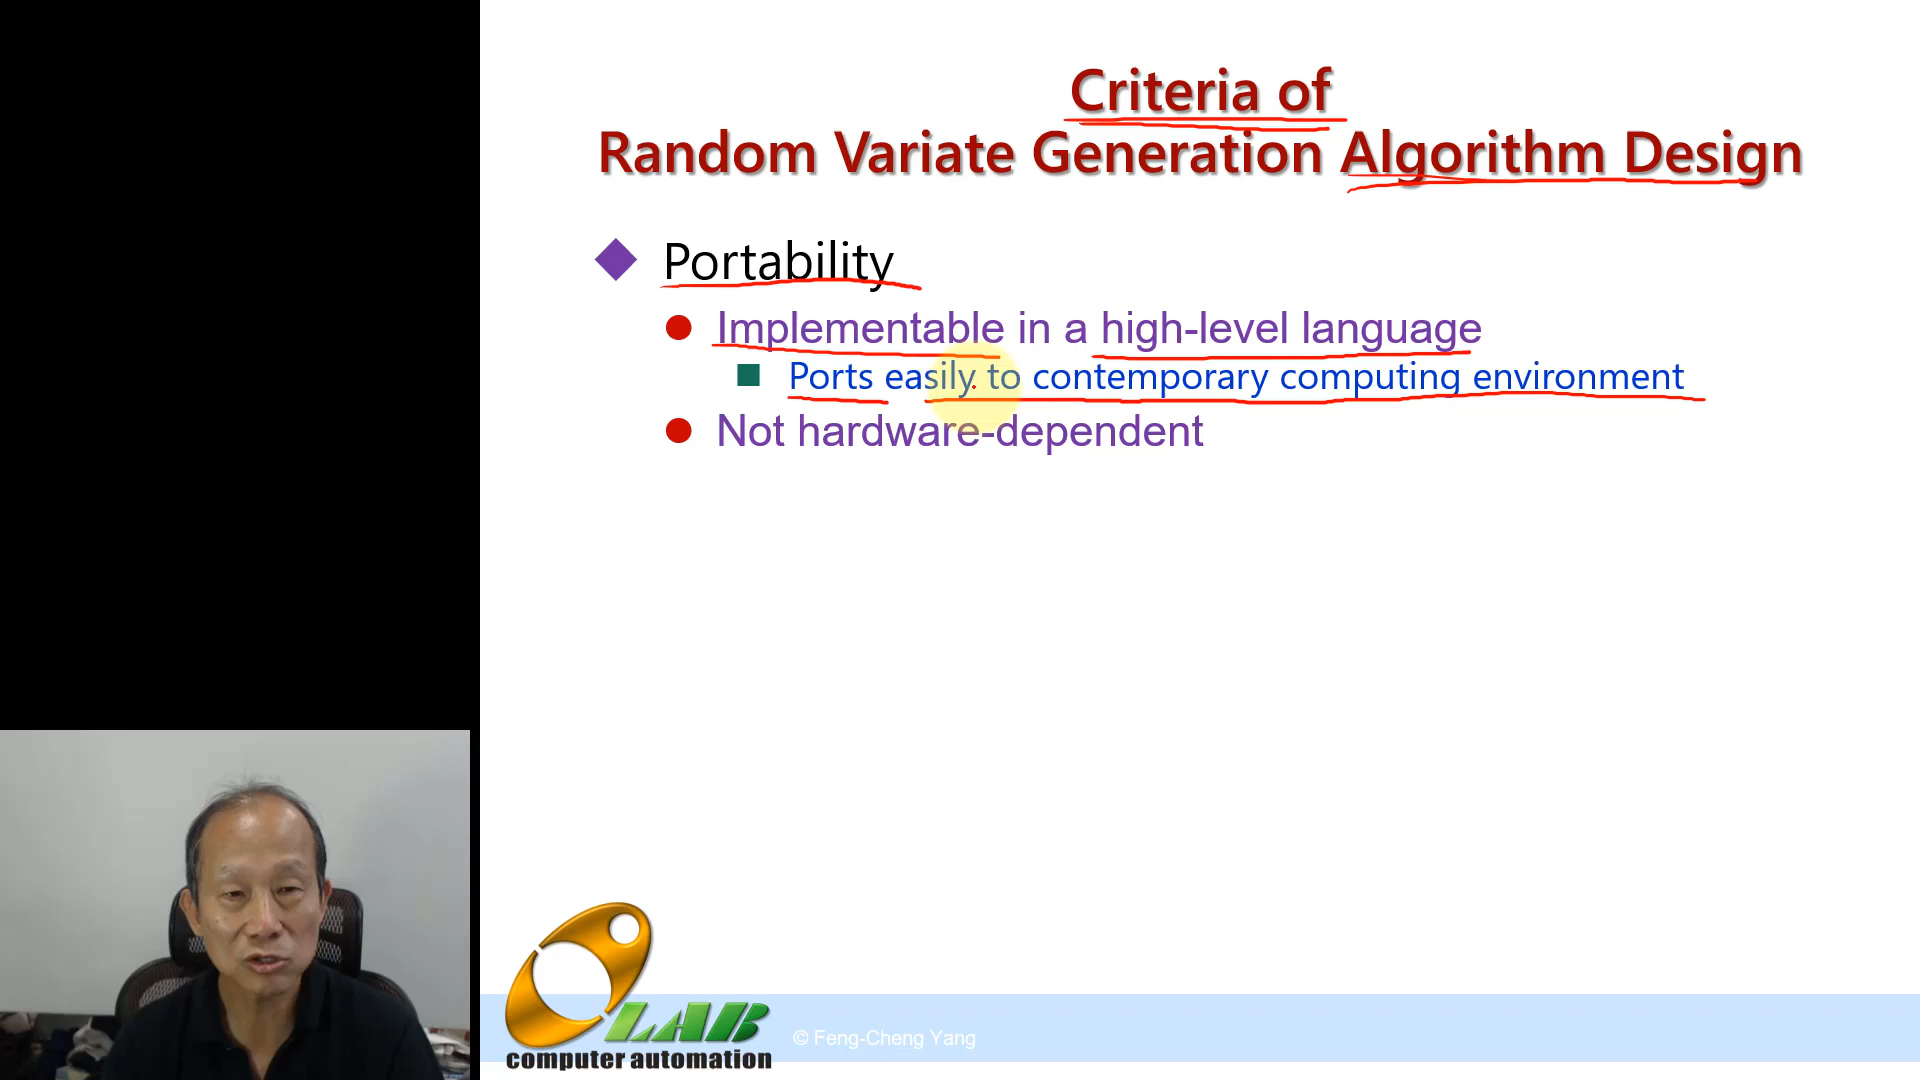 Criteria of
Random Variate Generation Algorithm Design
Portability
Implementable in a high-level language
Ports easily to contemporary computing environment
Not hardware-dependent
LAB
computer automation
© Feng-Cheng Yang